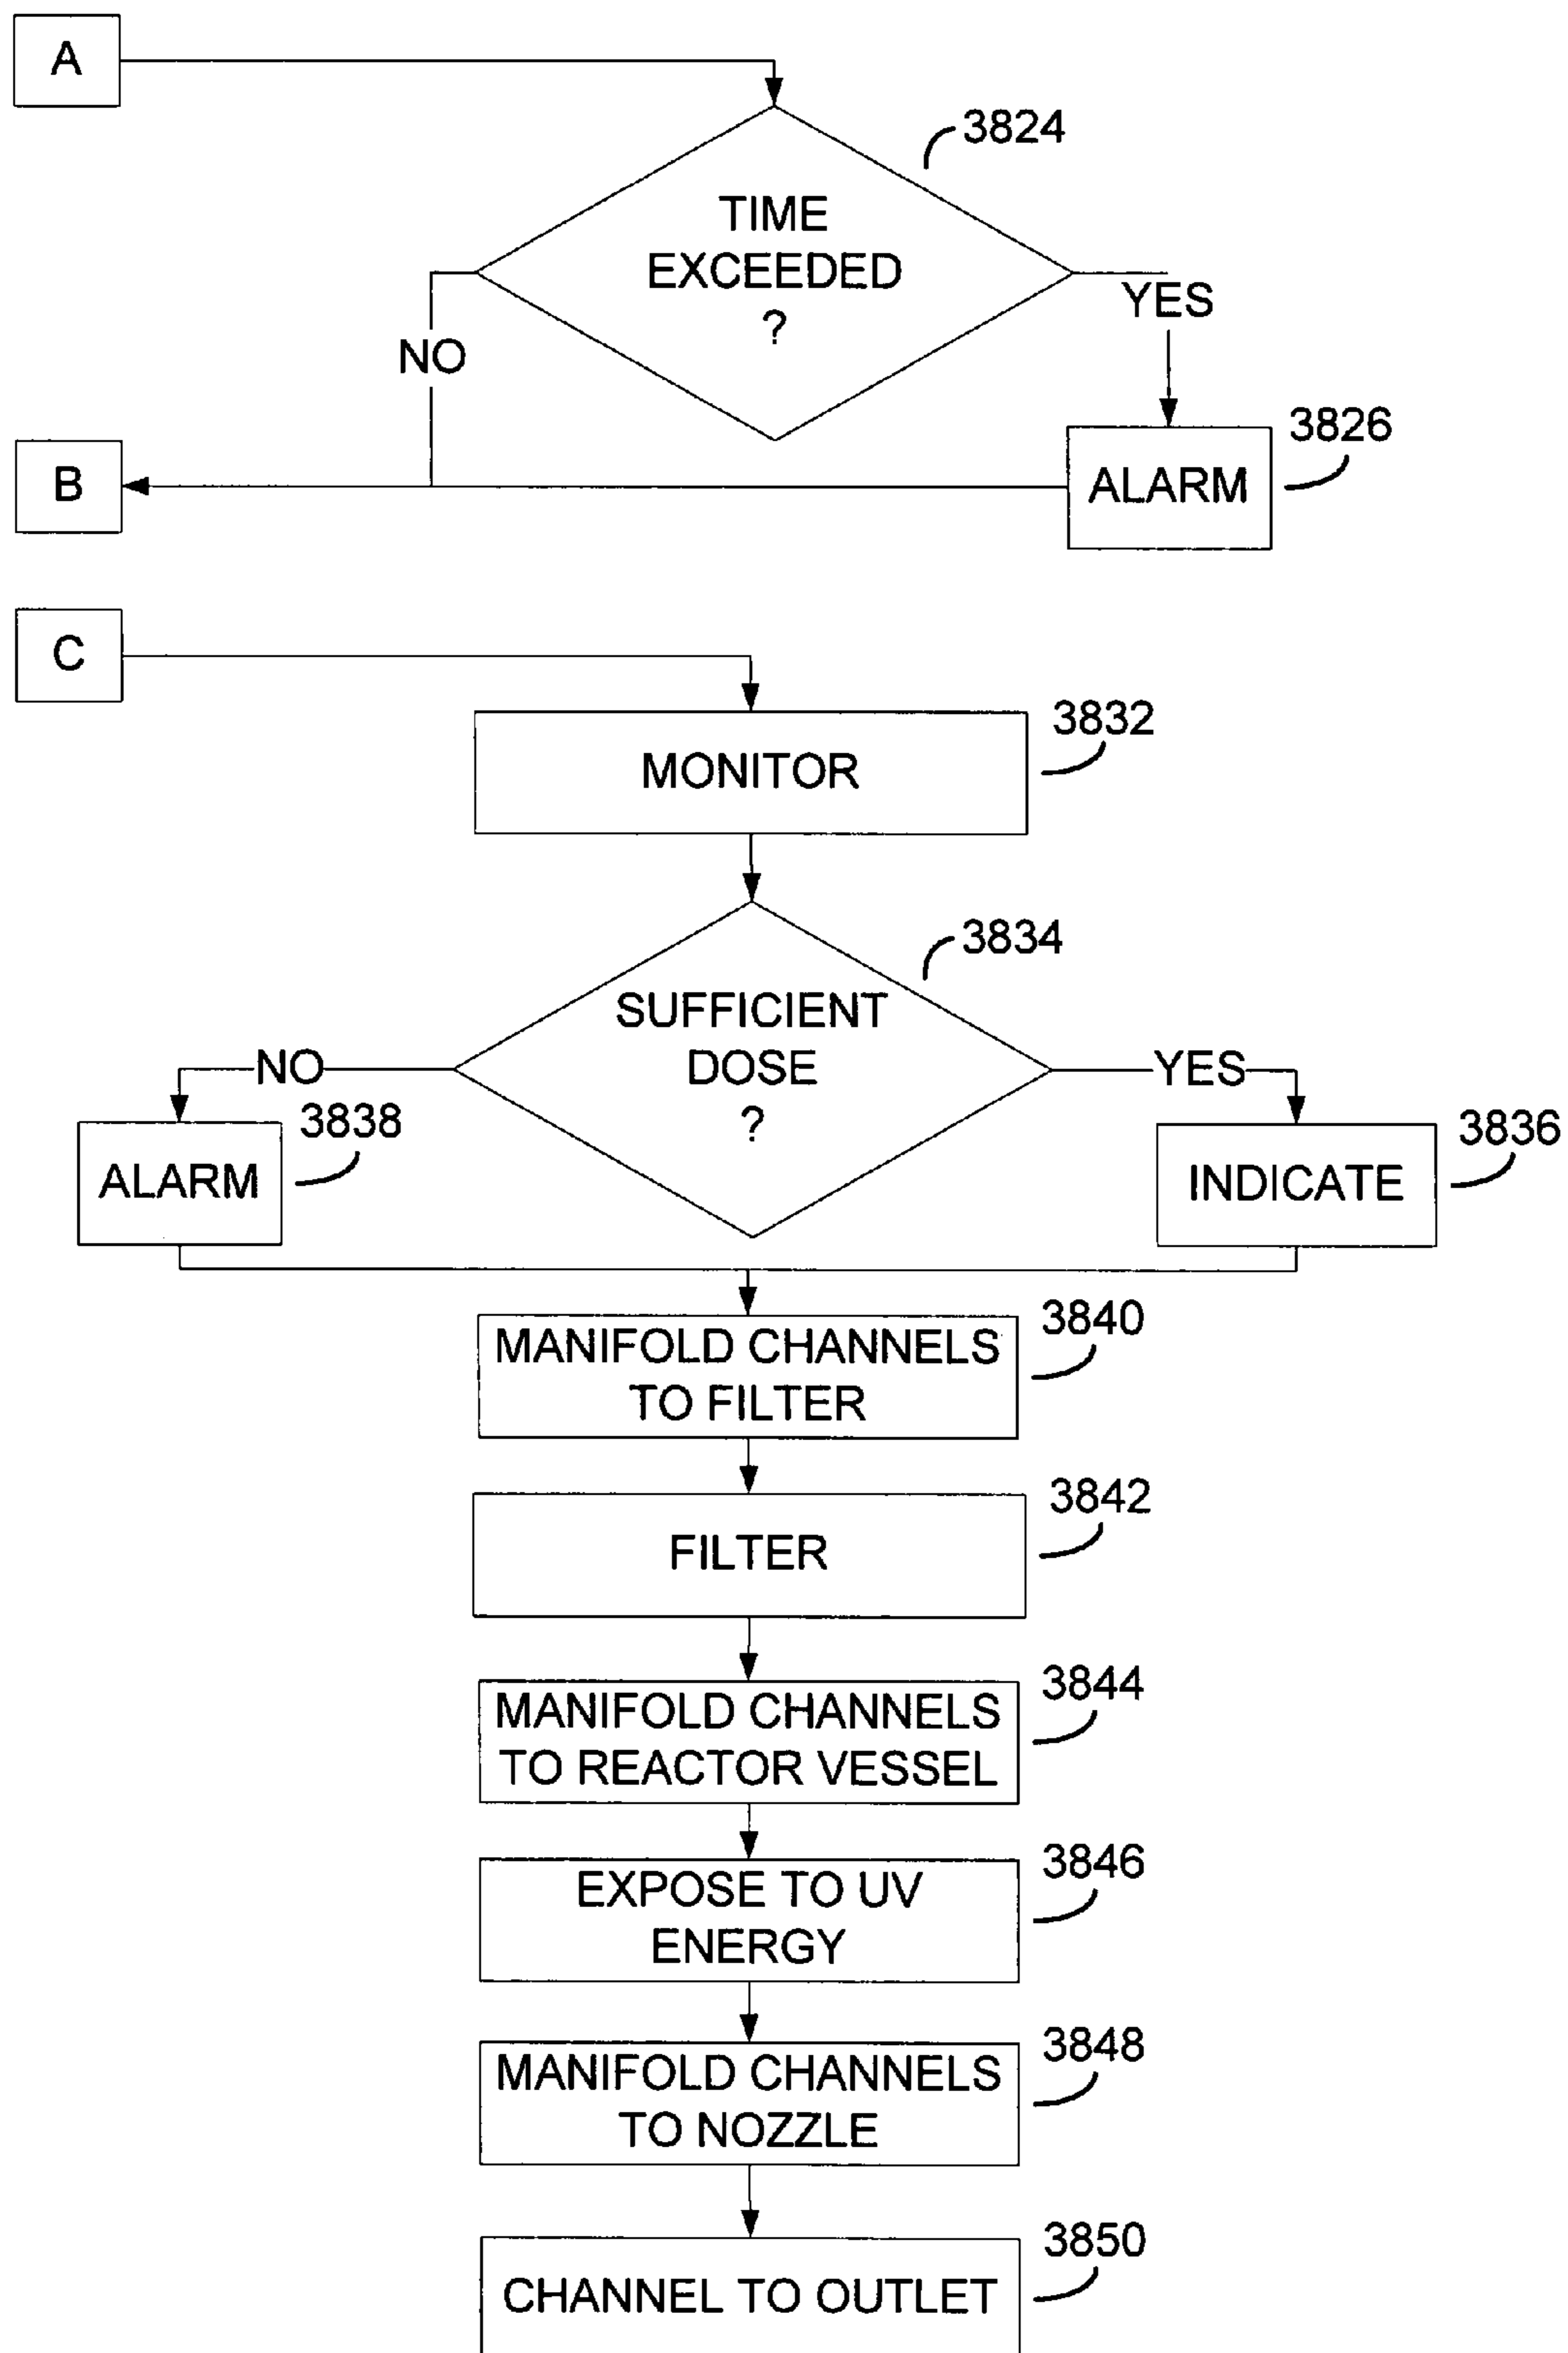 A
3824
TIME
EXCEEDED
?
YES
NO
3826
B
ALARM
C
3832
MONITOR
3834
SUFFICIENT
DOSE
?
NO
YES
3838
3836
ALARM
INDICATE
3840
MANIFOLD CHANNELS
TO FILTER
3842
FILTER
3844
MANIFOLD CHANNELS
TO REACTOR VESSEL
3846
EXPOSE TO UV
ENERGY
3848
MANIFOLD CHANNELS
TO NOZZLE
3850
CHANNEL TO OUTLET